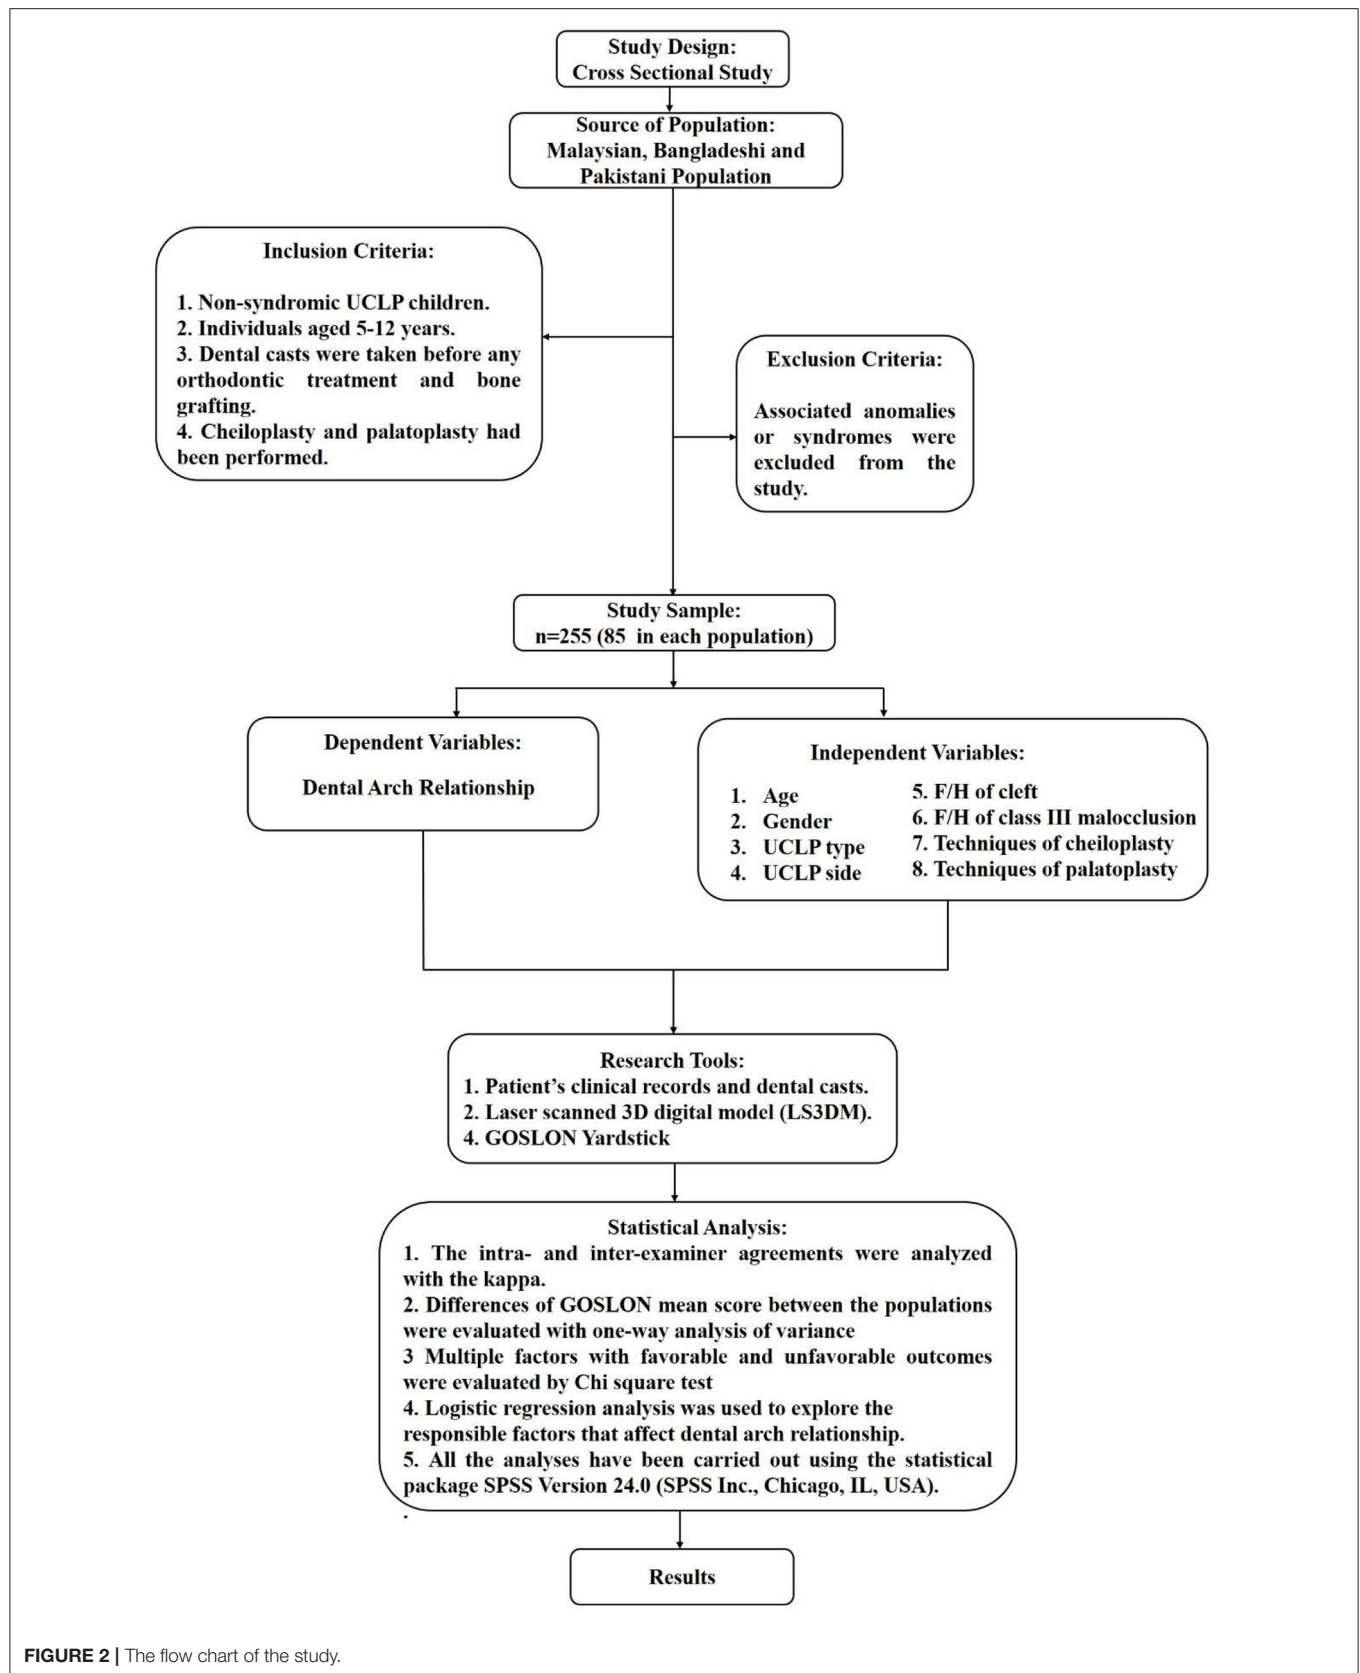 Study Design:
Cross Sectional Study
Source of Population:
Malaysian, Bangladeshi and
Pakistani Population
Inclusion Criteria:
1. Non-syndromic UCLP children.
2. Individuals aged 5-12 years.
3. Dental casts were taken before any
orthodontic treatment and bone
grafting.
4. Cheiloplasty and palatoplasty had
been performed.
Exclusion Criteria:
Associated anomalies
or syndromes were
excluded from the
study.
Study Sample:
n=255 (85 in each population)
Dependent Variables:
Dental Arch Relationship
Independent Variables:
1. Age
2. Gender
3. UCLP type
4. UCLP side
5. F/H of cleft
6. F/H of class III malocclusion
7. Techniques of cheiloplasty
8. Techniques of palatoplasty
Research Tools:
1. Patient's clinical records and dental casts.
2. Laser scanned 3D digital model (LS3DM).
4. GOSLON Yardstick
Statistical Analysis:
1. The intra- and inter-examiner agreements were analyzed
with the kappa.
2. Differences of GOSLON mean score between the populations
were evaluated with one-way analysis of variance
3 Multiple factors with favorable and unfavorable outcomes
were evaluated by Chi square test
4. Logistic regression analysis was used to explore the
responsible factors that affect dental arch relationship.
5. All the analyses have been carried out using the statistical
package SPSS Version 24.0 (SPSS Inc., Chicago, IL, USA).
.
Results
FIGURE 2 | The flow chart of the study.